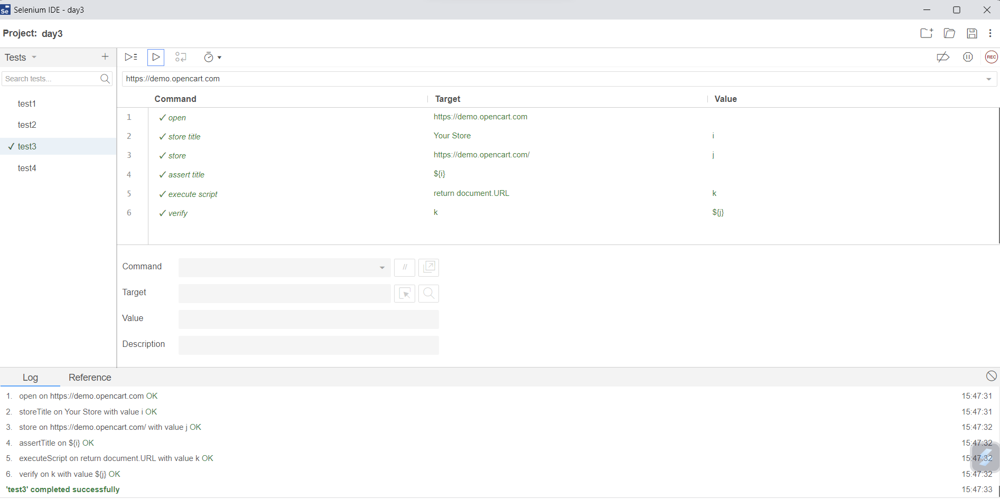 Se Selenium IDE - day3
Project: day3
Tests
Search tests...
test1
test2
✓ test3
test4
https://demo.opencart.com
Command Target Value
1 ✓ open https://demo.opencart.com
2 ✓ store title Your Store i
3 ✓ store https://demo.opencart.com/ j
4 ✓ assert title ${i}
5 ✓ execute script return document.URL k
6 ✓ verify k ${j}
REC
Command //
Target
Value
Description
Log Reference
1. open on https://demo.opencart.com OK 15:47:31
2. storeTitle on Your Store with value i OK 15:47:31
3. store on https://demo.opencart.com/ with value j OK 15:47:32
4. assertTitle on ${i} OK 15:47:32
5. executeScript on return document.URL with value k OK 15:47:32
6. verify on k with value ${j} OK 15:47:32
'test3' completed successfully 15:47:33